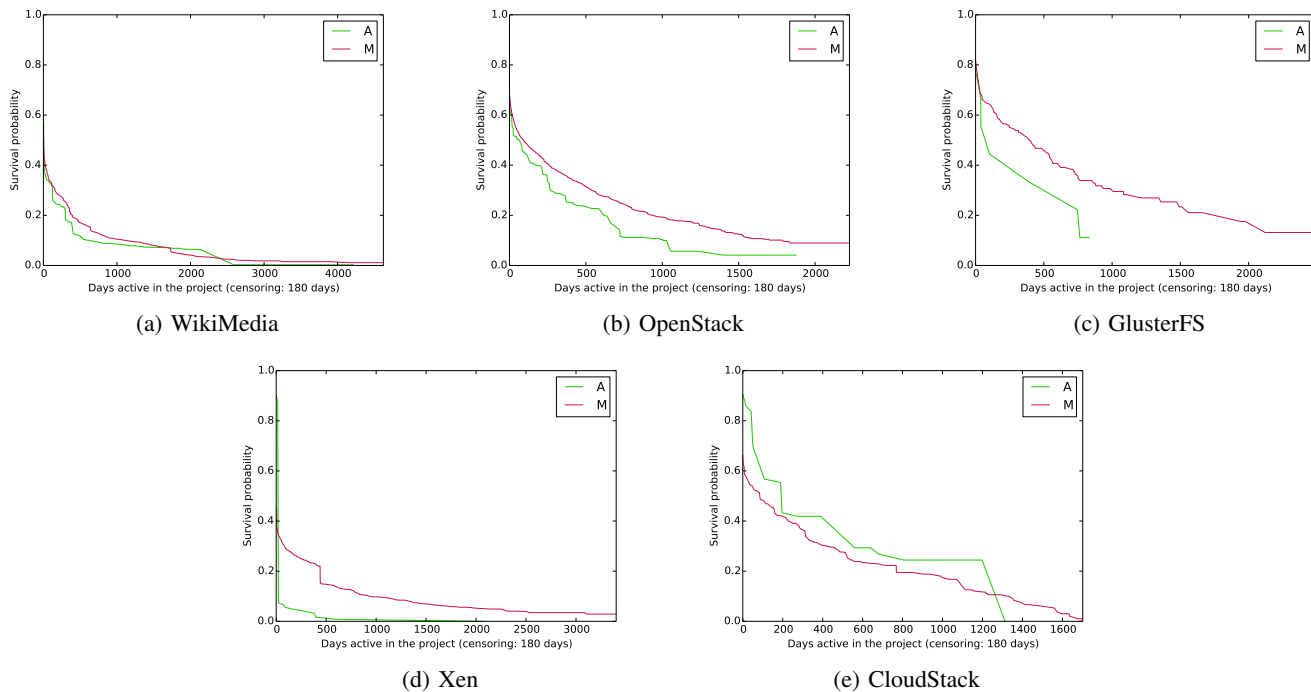 1.0
0.8
0.6
0.4
0.2
0.0
Survival probability
A
M
0 1000 2000 3000 4000
Days active in the project (censoring: 180 days)
(a) WikiMedia
1.0
0.8
0.6
0.4
0.2
0.0
Survival probability
A
M
0 500 1000 1500 2000
Days active in the project (censoring: 180 days)
(b) OpenStack
1.0
0.8
0.6
0.4
0.2
0.0
Survival probability
A
M
0 500 1000 1500 2000
Days active in the project (censoring: 180 days)
(c) GlusterFS
1.0
0.8
0.6
0.4
0.2
0.0
Survival probability
A
M
0 500 1000 1500 2000 2500 3000
Days active in the project (censoring: 180 days)
(d) Xen
1.0
0.8
0.6
0.4
0.2
0.0
Survival probability
A
M
0 200 400 600 800 1000 1200 1400 1600
Days active in the project (censoring: 180 days)
(e) CloudStack